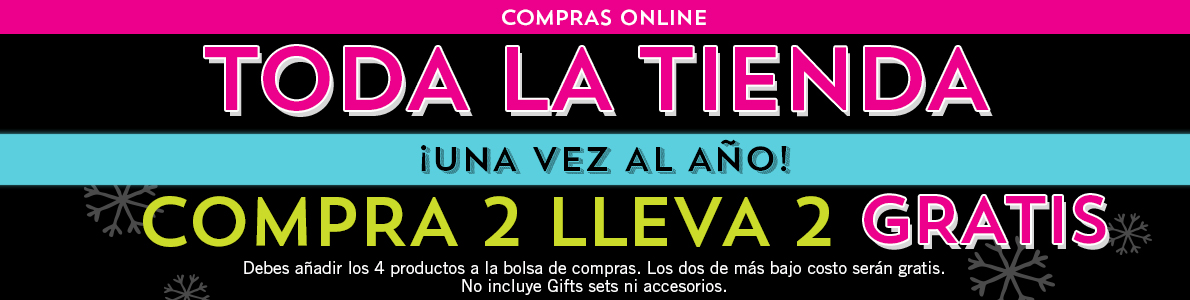 COMPRAS ONLINE
TODA LA TIENDA
¡UNA VEZ AL AÑO!
COMPRA 2 LLEVA 2 GRATIS
Debes añadir los 4 productos a la bolsa de compras. Los dos de más bajo costo serán gratis.
No incluye Gifts sets ni accesorios.